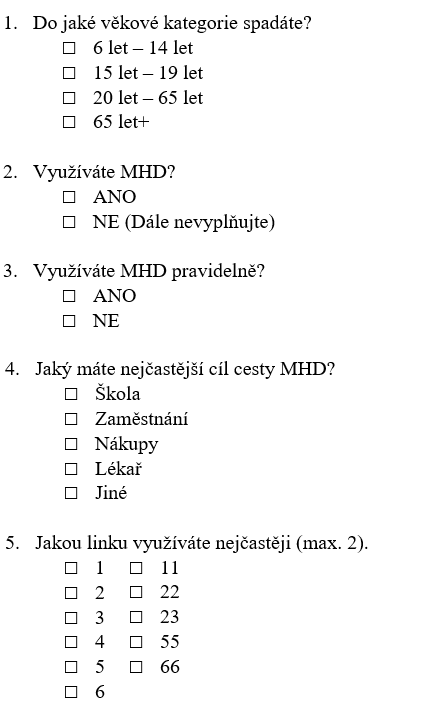 1. Do jaké věkové kategorie spadáte?
☐ 6 let – 14 let
☐ 15 let – 19 let
☐ 20 let – 65 let
☐ 65 let+
2. Využíváte MHD?
☐ ANO
☐ NE (Dále nevyplňujte)
3. Využíváte MHD pravidelně?
☐ ANO
☐ NE
4. Jaký máte nejčastější cíl cesty MHD?
☐ Škola
☐ Zaměstnání
☐ Nákupy
☐ Lékař
☐ Jiné
5. Jakou linku využíváte nejčastěji (max. 2).
☐ 1 ☐ 11
☐ 2 ☐ 22
☐ 3 ☐ 23
☐ 4 ☐ 55
☐ 5 ☐ 66
☐ 6